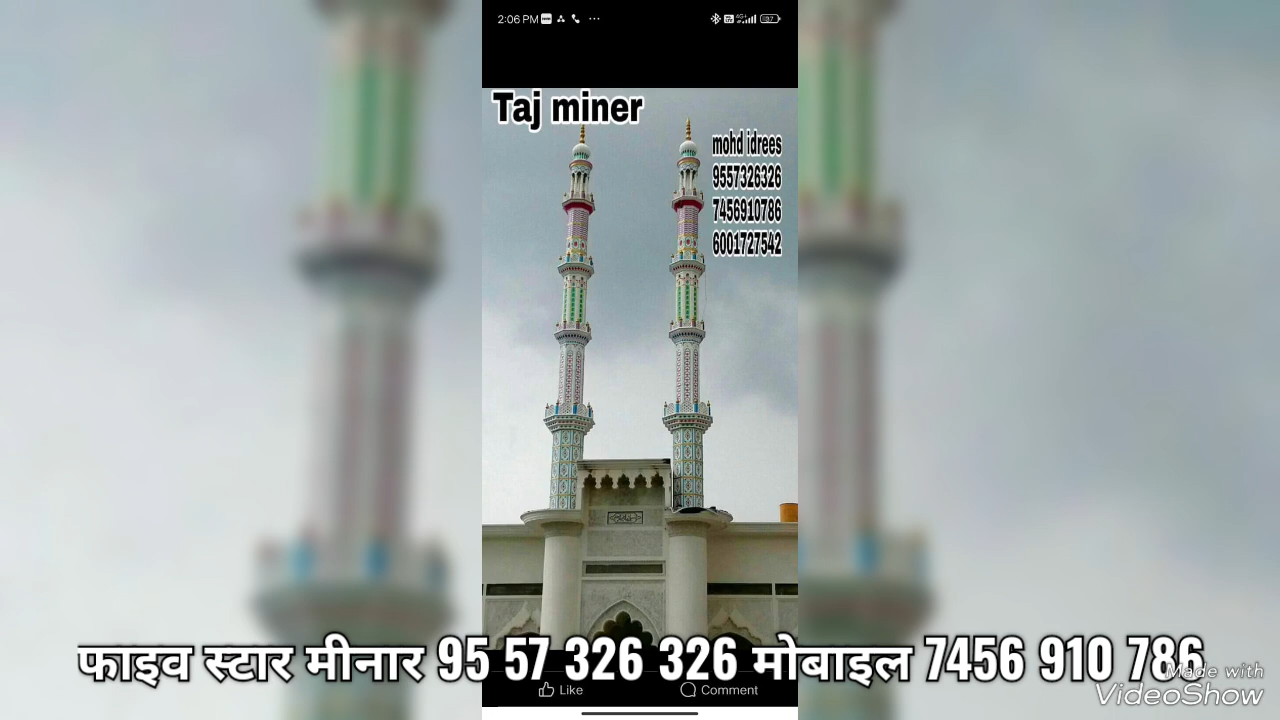 2:06 PM
Taj miner
mohd idrees
9557326326
7456910786
6001727542
फाइव स्टार मीनार 95 57 326 326 मोबाइल 7456 910 786
Like Comment
Made with
VideoShow